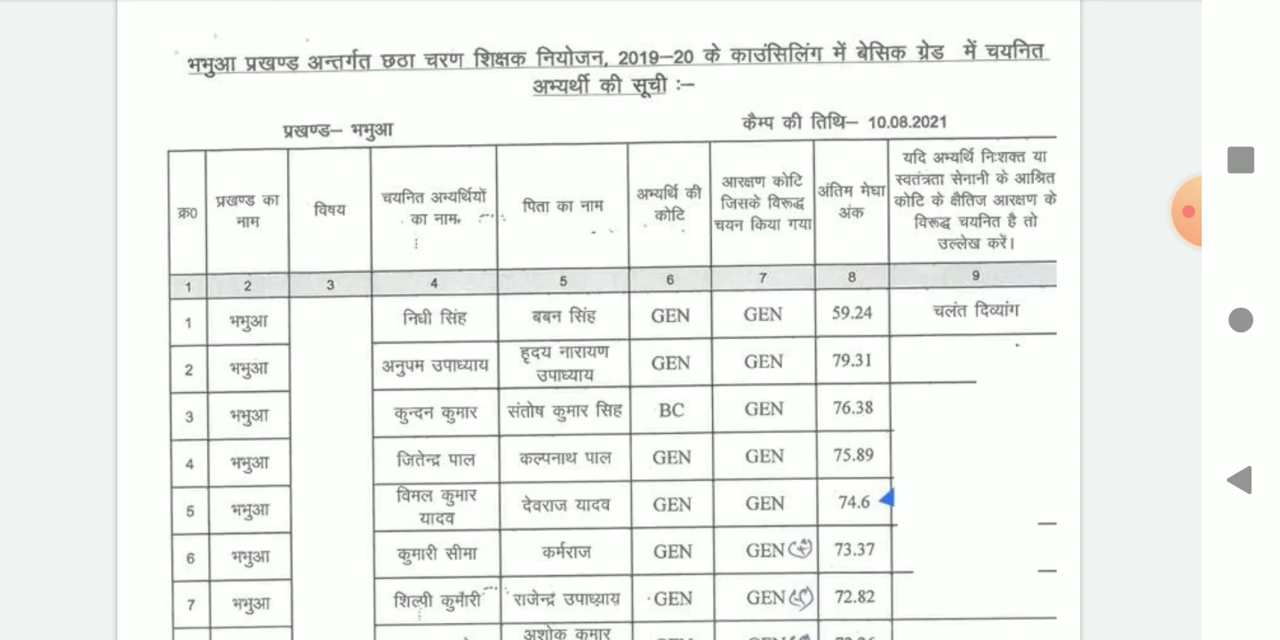 भभुआ प्रखण्ड अन्तर्गत छठा चरण शिक्षक नियोजन, 2019–20 के काउंसिलिंग में बेसिक ग्रेड में चयनित
अभ्यर्थी की सूची :–
प्रखण्ड– भभुआ कैम्प की तिथि– 10.08.2021
क्र0 प्रखण्ड का नाम विषय चयनित अभ्यर्थियों का नाम पिता का नाम अभ्यर्थि की कोटि आरक्षण कोटि जिसके विरूद्ध चयन किया गया अंतिम मेघा अंक यदि अभ्यर्थि निःशक्त या स्वतंत्रता सेनानी के आश्रित कोटि के क्षैतिज आरक्षण के विरूद्ध चयनित है तो उल्लेख करें।
1 2 3 4 5 6 7 8 9
1 भभुआ निधी सिंह बबन सिंह GEN GEN 59.24 चलंत दिव्यांग
2 भभुआ अनुपम उपाध्याय हृदय नारायण उपाध्याय GEN GEN 79.31
3 भभुआ कुन्दन कुमार संतोष कुमार सिह BC GEN 76.38
4 भभुआ जितेन्द्र पाल कल्पनाथ पाल GEN GEN 75.89
5 भभुआ विमल कुमार यादव देवराज यादव GEN GEN 74.6
6 भभुआ कुमारी सीमा कर्मराज GEN GEN 73.37
7 भभुआ शिल्पी कुमारी राजेन्द्र उपाध्याय GEN GEN 72.82
अशोक कुमार